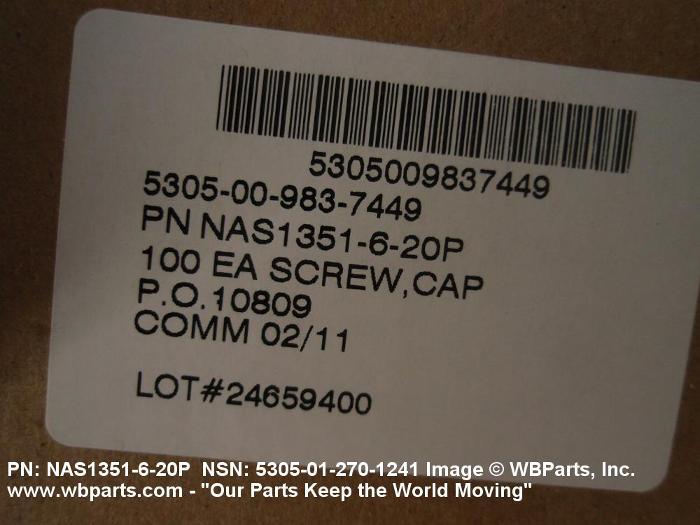 5305009837449
5305-00-983-7449
PN NAS1351-6-20P
100 EA SCREW,CAP
P.O.10809
COMM 02/11
LOT#24659400
PN: NAS1351-6-20P NSN: 5305-01-270-1241 Image © WBParts, Inc.
www.wbparts.com - "Our Parts Keep the World Moving"